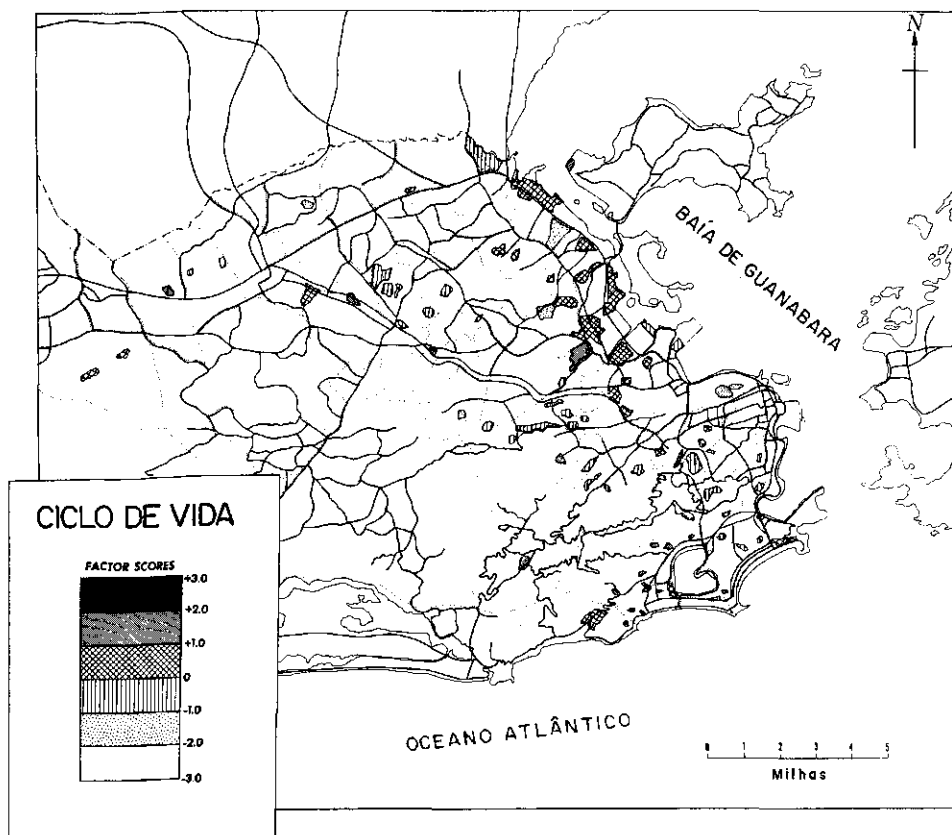 N
BAÍA DE GUANABARA
CICLO DE VIDA
FACTOR SCORES
+3.0
+2.0
+1.0
0
-1.0
-2.0
-3.0
OCEANO ATLÂNTICO
0 1 2 3 4 5
Milhas